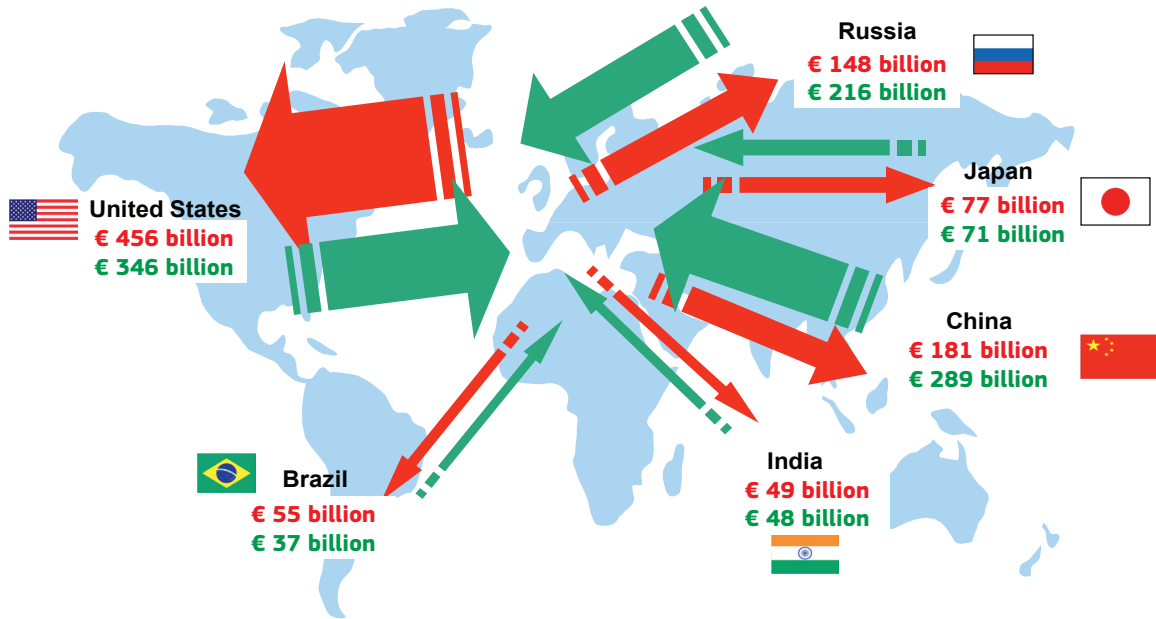 Russia
€ 148 billion
€ 216 billion
Japan
€ 77 billion
€ 71 billion
United States
€ 456 billion
€ 346 billion
China
€ 181 billion
€ 289 billion
India
€ 49 billion
€ 48 billion
Brazil
€ 55 billion
€ 37 billion